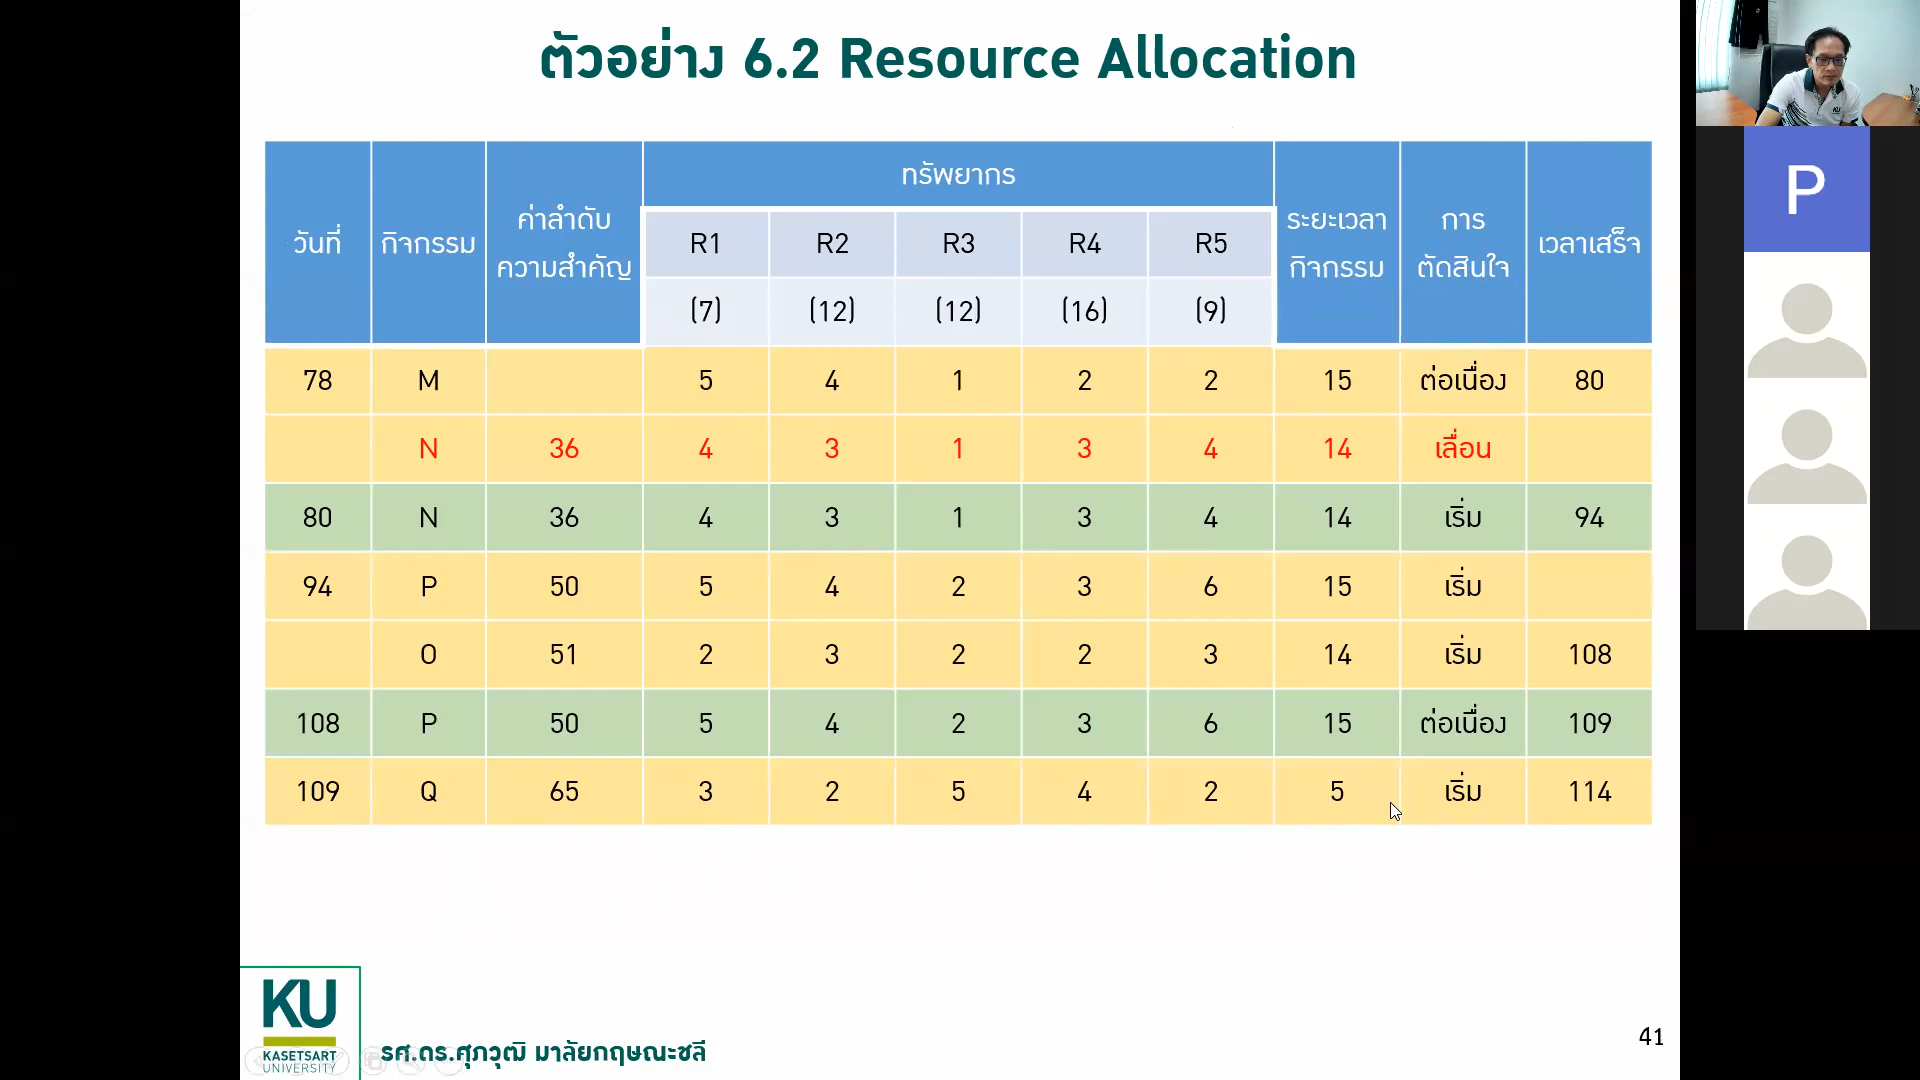 ตัวอย่าง 6.2 Resource Allocation
วันที่ กิจกรรม ค่าลำดับความสำคัญ ทรัพยากร ระยะเวลากิจกรรม การตัดสินใจ เวลาเสร็จ
R1 R2 R3 R4 R5
(7) (12) (12) (16) (9)
78 M 5 4 1 2 2 15 ต่อเนื่อง 80
N 36 4 3 1 3 4 14 เลื่อน
80 N 36 4 3 1 3 4 14 เริ่ม 94
94 P 50 5 4 2 3 6 15 เริ่ม
O 51 2 3 2 2 3 14 เริ่ม 108
108 P 50 5 4 2 3 6 15 ต่อเนื่อง 109
109 Q 65 3 2 5 4 2 5 เริ่ม 114
KU
KASETSART
UNIVERSITY
รศ.ดร.ศุภวุฒิ มาลัยกฤษณะชลี
41
P